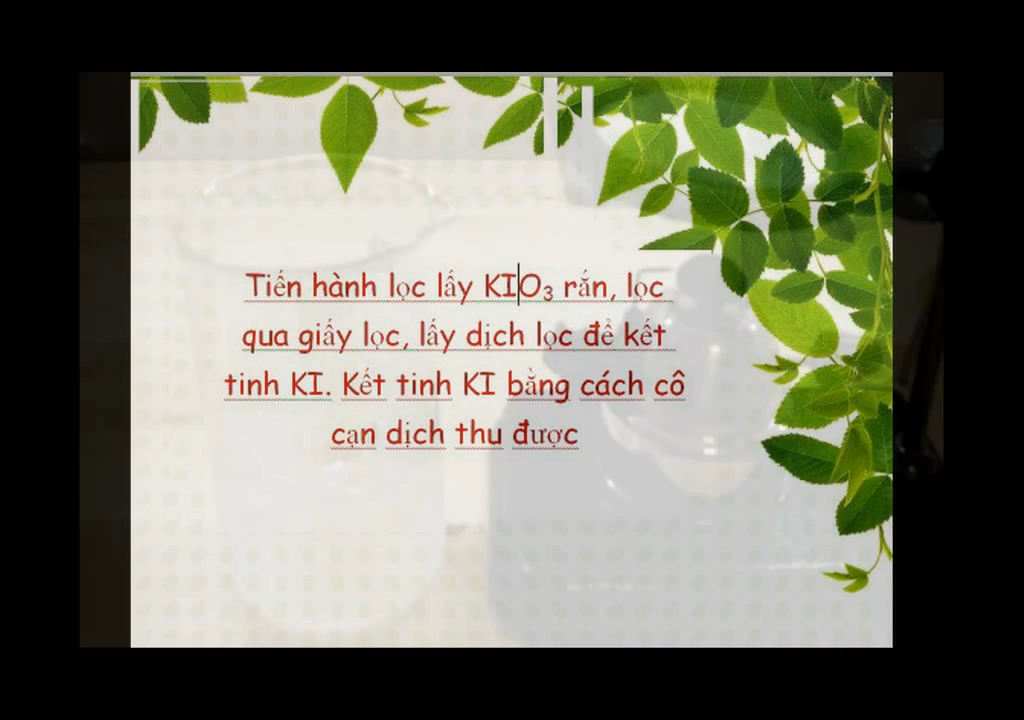 Tiến hành lọc lấy KIO₃ rắn, lọc
qua giấy lọc, lấy dịch lọc để kết
tinh KI. Kết tinh KI bằng cách cô
cạn dịch thu được